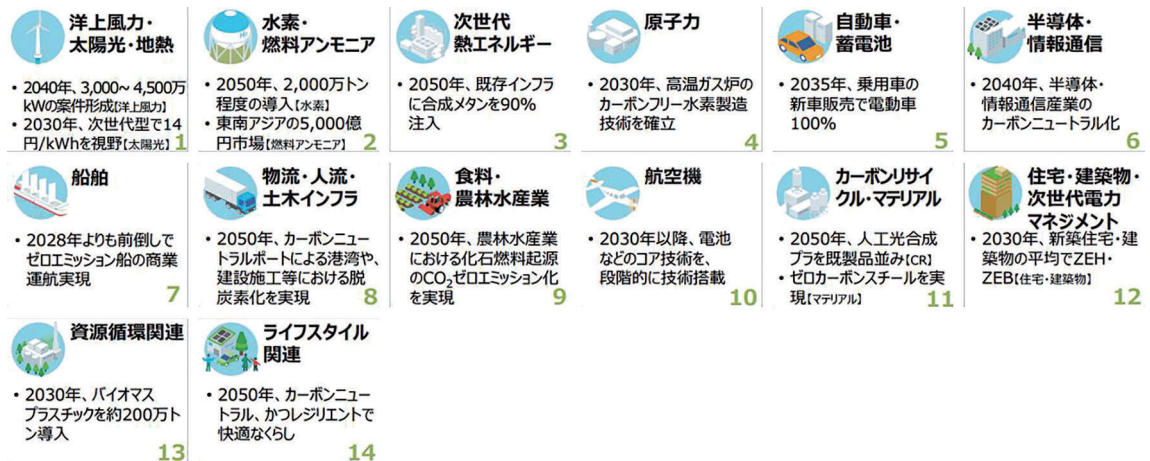 洋上風力・
太陽光・地熱
・2040年、3,000～4,500万
kWの案件形成【洋上風力】
・2030年、次世代型で14
円/kWhを視野【太陽光】
1
水素・
燃料アンモニア
・2050年、2,000万トン
程度の導入【水素】
・東南アジアの5,000億
円市場【燃料アンモニア】
2
次世代
熱エネルギー
・2050年、既存インフラ
に合成メタンを90%
注入
3
原子力
・2030年、高温ガス炉の
カーボンフリー水素製造
技術を確立
4
自動車・
蓄電池
・2035年、乗用車の
新車販売で電動車
100%
5
半導体・
情報通信
・2040年、半導体・
情報通信産業の
カーボンニュートラル化
6
船舶
・2028年よりも前倒しで
ゼロエミッション船の商業
運航実現
7
物流・人流・
土木インフラ
・2050年、カーボンニュー
トラルポートによる港湾や、
建設施工等における脱
炭素化を実現
8
食料・
農林水産業
・2050年、農林水産業
における化石燃料起源
のCO₂ゼロエミッション化
を実現
9
航空機
・2030年以降、電池
などのコア技術を、
段階的に技術搭載
10
カーボンリサイ
クル・マテリアル
・2050年、人工光合成
プラを既製品並み【CR】
・ゼロカーボンスチールを実
現【マテリアル】
11
住宅・建築物・
次世代電力
マネジメント
・2030年、新築住宅・建
築物の平均でZEH・
ZEB【住宅・建築物】
12
資源循環関連
・2030年、バイオマス
プラスチックを約200万ト
ン導入
13
ライフスタイル
関連
・2050年、カーボンニュー
トラル、かつレジリエントで
快適なくらし
14